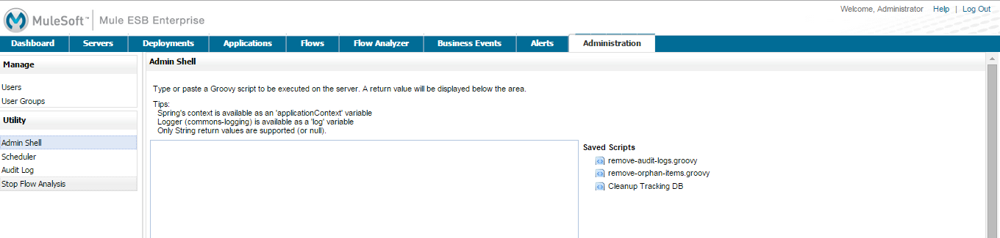 Welcome, Administrator Help | Log Out
MuleSoft™ | Mule ESB Enterprise
Dashboard Servers Deployments Applications Flows Flow Analyzer Business Events Alerts Administration
Manage
Users
User Groups
Utility
Admin Shell
Scheduler
Audit Log
Stop Flow Analysis
Admin Shell
Type or paste a Groovy script to be executed on the server. A return value will be displayed below the area.
Tips:
Spring's context is available as an 'applicationContext' variable
Logger (commons-logging) is available as a 'log' variable
Only String return values are supported (or null).
Saved Scripts
remove-audit-logs.groovy
remove-orphan-items.groovy
Cleanup Tracking DB